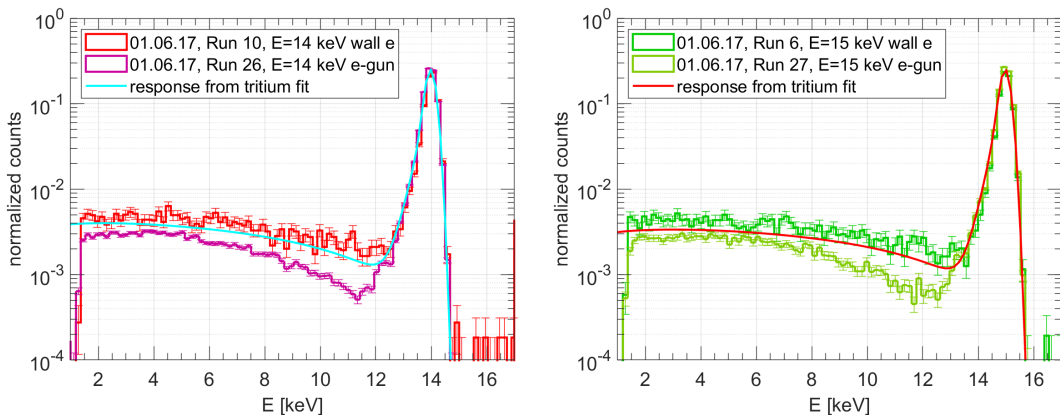 10^0
10^-1
10^-2
10^-3
10^-4
normalized counts
01.06.17, Run 10, E=14 keV wall e
01.06.17, Run 26, E=14 keV e-gun
response from tritium fit
2 4 6 8 10 12 14 16
E [keV]
10^0
10^-1
10^-2
10^-3
10^-4
normalized counts
01.06.17, Run 6, E=15 keV wall e
01.06.17, Run 27, E=15 keV e-gun
response from tritium fit
2 4 6 8 10 12 14 16
E [keV]